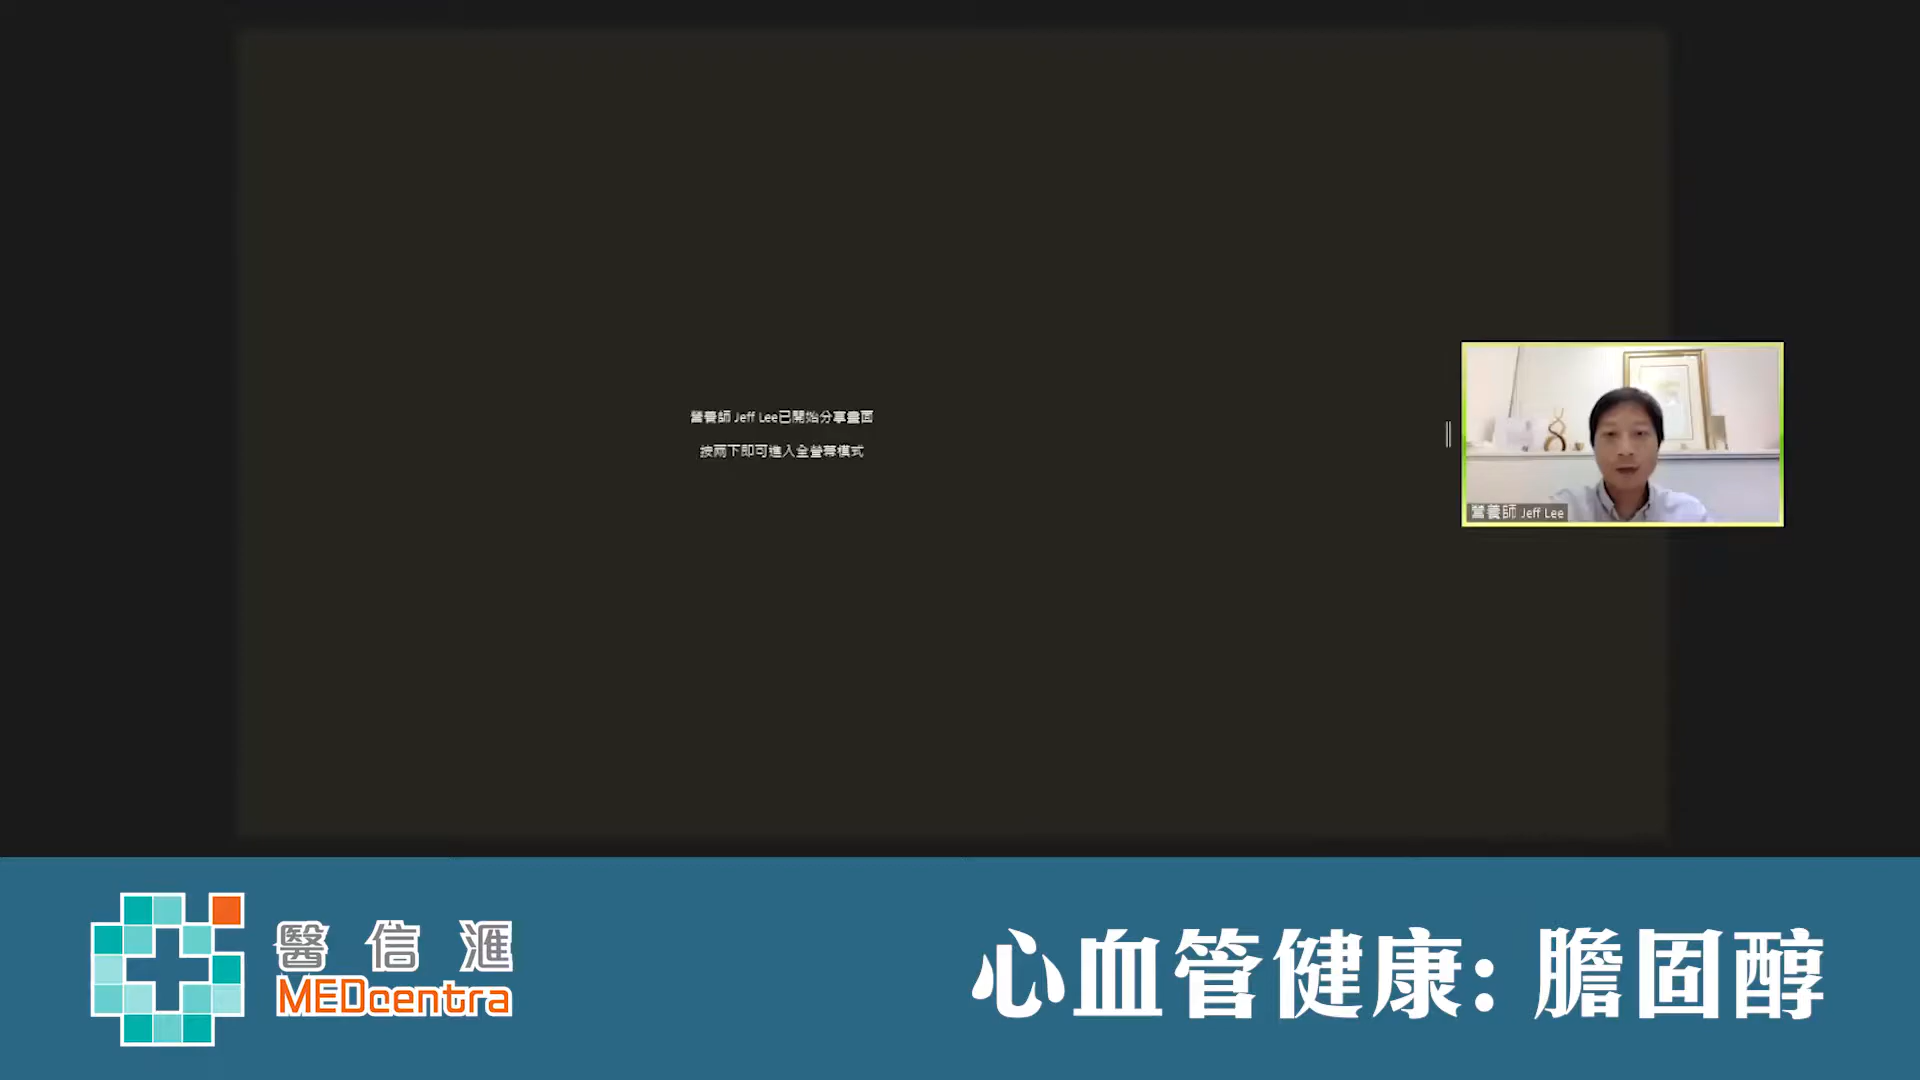 營養師 Jeff Lee已開始分享畫面
按兩下即可進入全螢幕模式
營養師 Jeff Lee
醫信滙
MEDcentra
心血管健康: 膽固醇